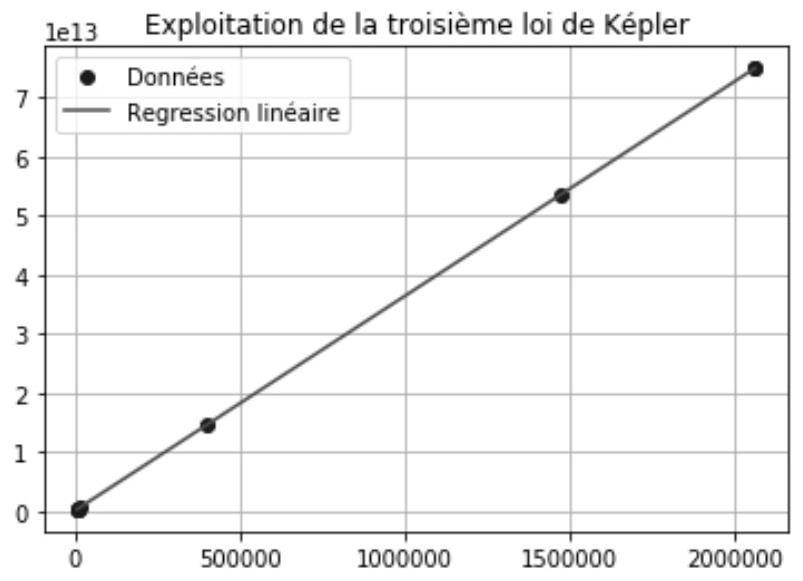 1e13 Exploitation de la troisième loi de Képler
Données
Regression linéaire
7
6
5
4
3
2
1
0
0 500000 1000000 1500000 2000000